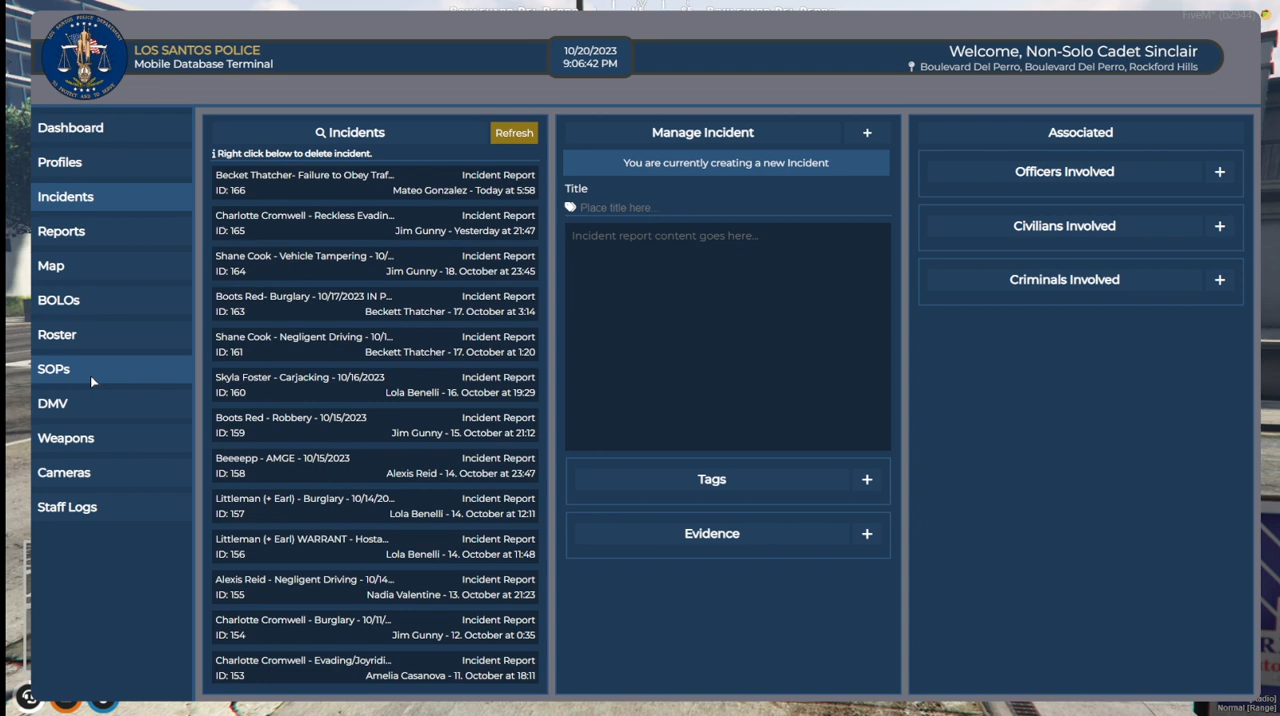 FiveM* (b2944)
LOS SANTOS POLICE
Mobile Database Terminal
10/20/2023
9:06:42 PM
Welcome, Non-Solo Cadet Sinclair
Boulevard Del Perro, Boulevard Del Perro, Rockford Hills
Dashboard
Profiles
Incidents
Reports
Map
BOLOs
Roster
SOPs
DMV
Weapons
Cameras
Staff Logs
Incidents
Refresh
Right click below to delete incident.
Becket Thatcher- Failure to Obey Traf... Incident Report
ID: 166 Mateo Gonzalez - Today at 5:58
Charlotte Cromwell - Reckless Evadin... Incident Report
ID: 165 Jim Gunny - Yesterday at 21:47
Shane Cook - Vehicle Tampering - 10/... Incident Report
ID: 164 Jim Gunny - 18. October at 23:45
Boots Red- Burglary - 10/17/2023 IN P... Incident Report
ID: 163 Beckett Thatcher - 17. October at 3:14
Shane Cook - Negligent Driving - 10/1... Incident Report
ID: 161 Beckett Thatcher - 17. October at 1:20
Skyla Foster - Carjacking - 10/16/2023 Incident Report
ID: 160 Lola Benelli - 16. October at 19:29
Boots Red - Robbery - 10/15/2023 Incident Report
ID: 159 Jim Gunny - 15. October at 21:12
Beeeepp - AMGE - 10/15/2023 Incident Report
ID: 158 Alexis Reid - 14. October at 23:47
Littleman (+ Earl) - Burglary - 10/14/20... Incident Report
ID: 157 Lola Benelli - 14. October at 12:11
Littleman (+ Earl) WARRANT - Hosta... Incident Report
ID: 156 Lola Benelli - 14. October at 11:48
Alexis Reid - Negligent Driving - 10/14... Incident Report
ID: 155 Nadia Valentine - 13. October at 21:23
Charlotte Cromwell - Burglary - 10/11/... Incident Report
ID: 154 Jim Gunny - 12. October at 0:35
Charlotte Cromwell - Evading/Joyridi... Incident Report
ID: 153 Amelia Casanova - 11. October at 18:11
Manage Incident +
You are currently creating a new Incident
Title
Place title here...
Incident report content goes here...
Tags +
Evidence +
Associated
Officers Involved +
Civilians Involved +
Criminals Involved +
Normal [Range]